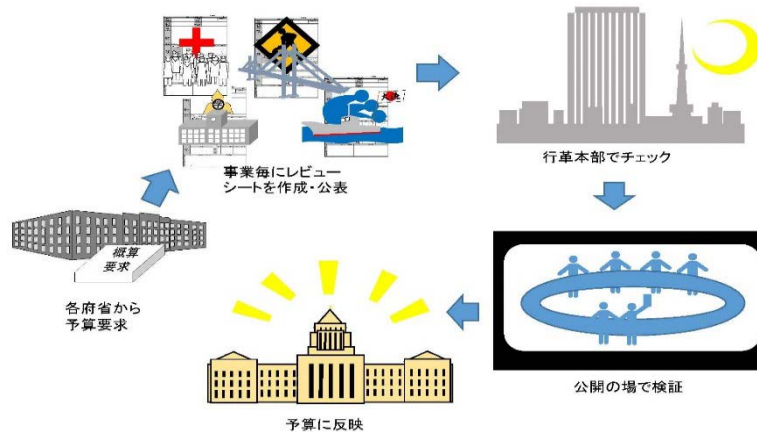 概算
要求
各府省から
予算要求
事業毎にレビュー
シートを作成・公表
行革本部でチェック
公開の場で検証
予算に反映